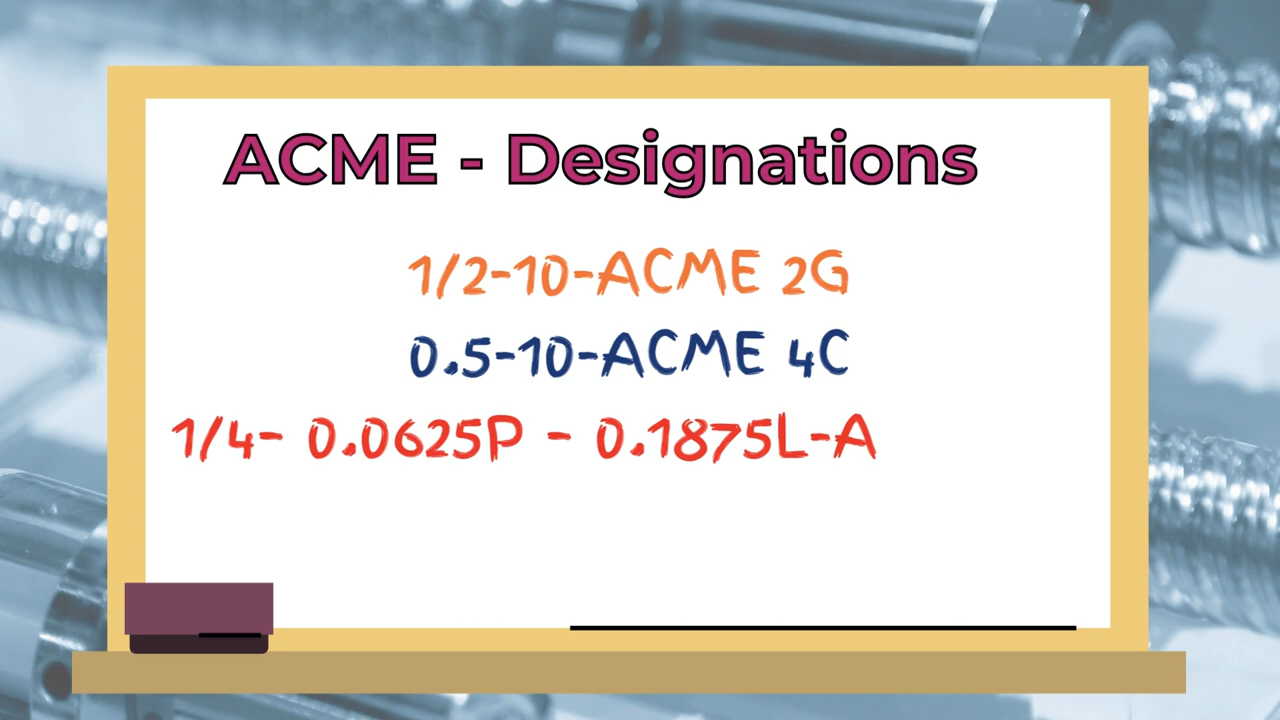 ACME - Designations
1/2-10-ACME 2G
0.5-10-ACME 4C
1/4- 0.0625P - 0.1875L-A